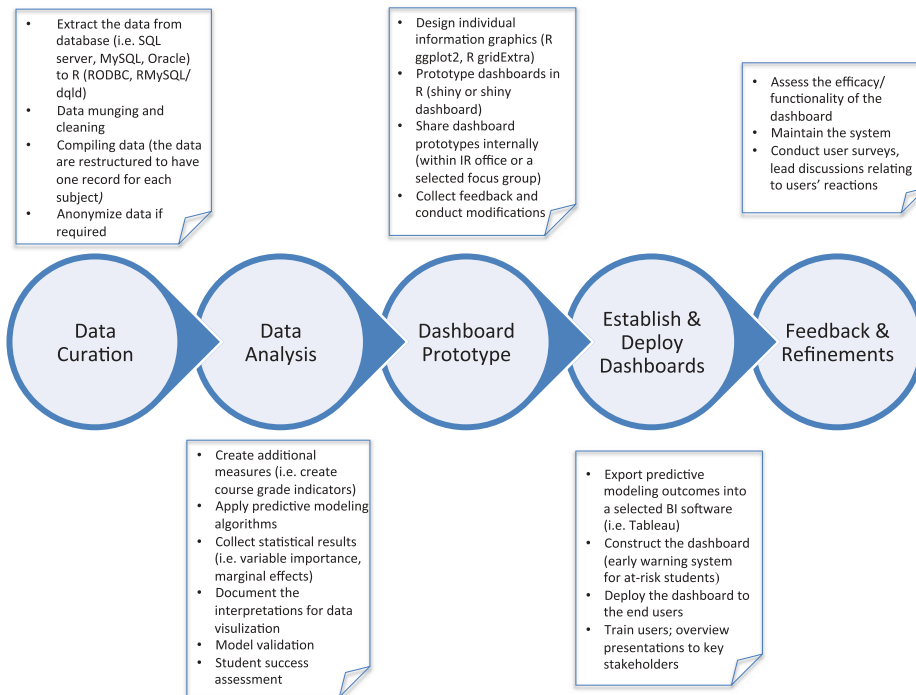 • Extract the data from
database (i.e. SQL
server, MySQL, Oracle)
to R (RODBC, RMySQL/
dqld)
• Data munging and
cleaning
• Compiling data (the data
are restructured to have
one record for each
subject)
• Anonymize data if
required
• Design individual
information graphics (R
ggplot2, R gridExtra)
• Prototype dashboards in
R (shiny or shiny
dashboard)
• Share dashboard
prototypes internally
(within IR office or a
selected focus group)
• Collect feedback and
conduct modifications
• Assess the efficacy/
functionality of the
dashboard
• Maintain the system
• Conduct user surveys,
lead discussions relating
to users’ reactions
Data
Curation
Data
Analysis
Dashboard
Prototype
Establish &
Deploy
Dashboards
Feedback &
Refinements
• Create additional
measures (i.e. create
course grade indicators)
• Apply predictive modeling
algorithms
• Collect statistical results
(i.e. variable importance,
marginal effects)
• Document the
interpretations for data
visulization
• Model validation
• Student success
assessment
• Export predictive
modeling outcomes into
a selected BI software
(i.e. Tableau)
• Construct the dashboard
(early warning system
for at-risk students)
• Deploy the dashboard to
the end users
• Train users; overview
presentations to key
stakeholders